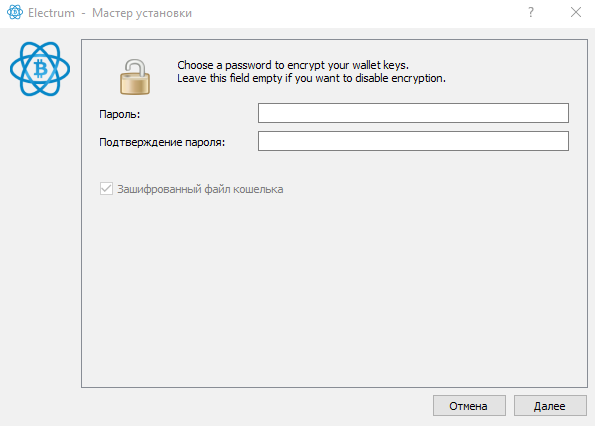 Electrum - Мастер установки
?
Choose a password to encrypt your wallet keys.
Leave this field empty if you want to disable encryption.
Пароль:
Подтверждение пароля:
Зашифрованный файл кошелька
Отмена
Далее